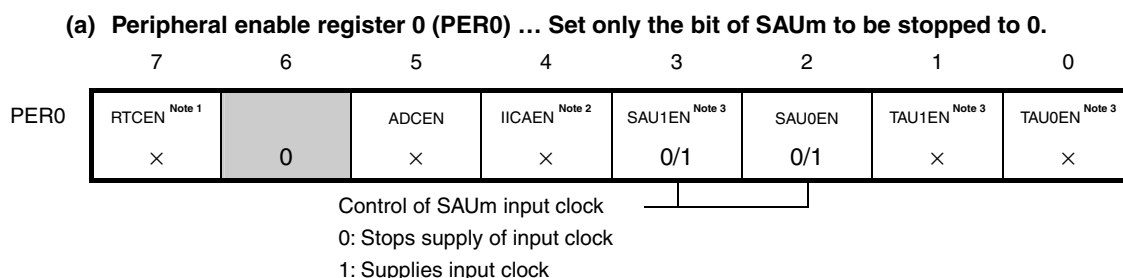 (a) Peripheral enable register 0 (PER0) … Set only the bit of SAUm to be stopped to 0.
7 6 5 4 3 2 1 0
PER0 RTCEN Note 1 ADCEN IICAEN Note 2 SAU1EN Note 3 SAU0EN TAU1EN Note 3 TAU0EN Note 3
× 0 × × 0/1 0/1 × ×
Control of SAUm input clock
0: Stops supply of input clock
1: Supplies input clock